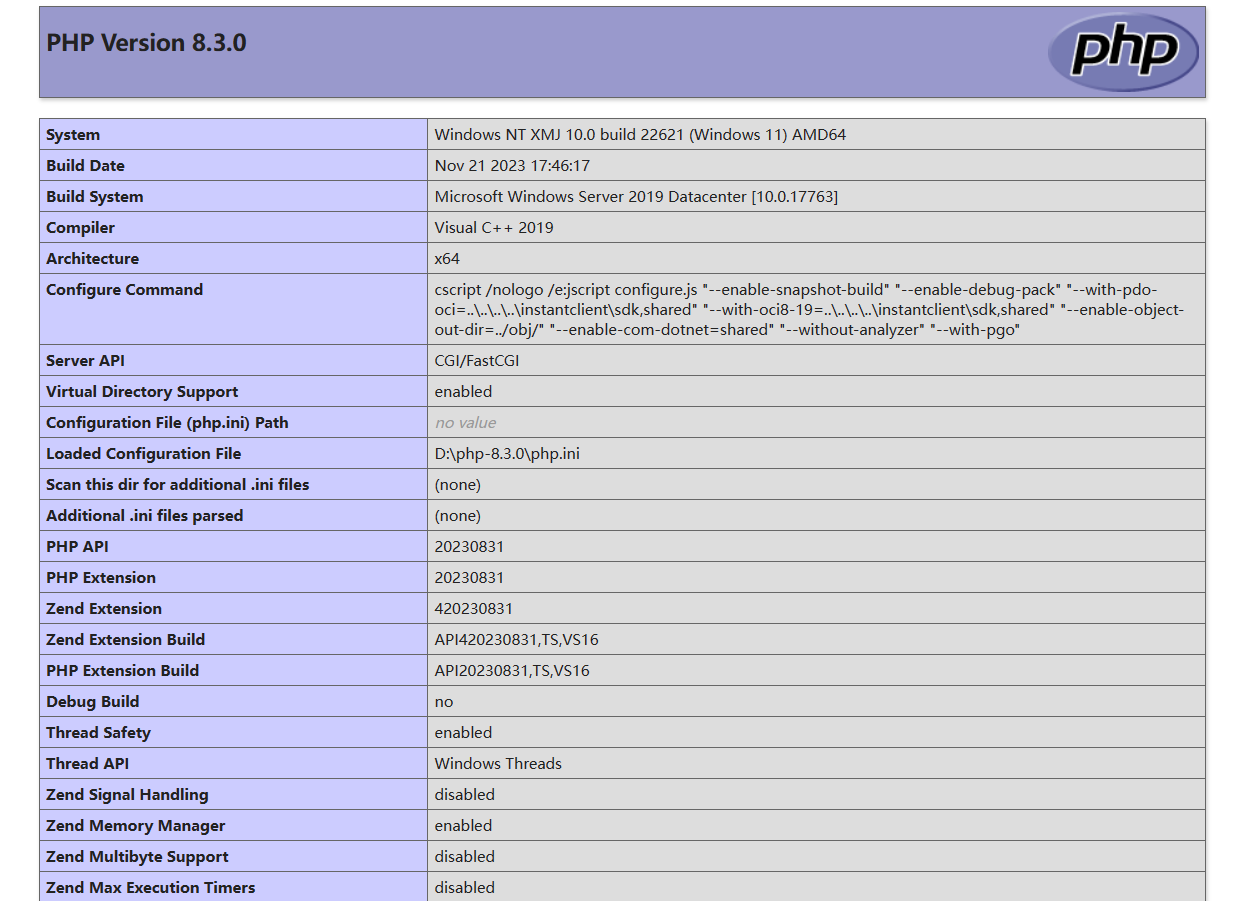 PHP Version 8.3.0
php
System Windows NT XMJ 10.0 build 22621 (Windows 11) AMD64
Build Date Nov 21 2023 17:46:17
Build System Microsoft Windows Server 2019 Datacenter [10.0.17763]
Compiler Visual C++ 2019
Architecture x64
Configure Command cscript /nologo /e:jscript configure.js "--enable-snapshot-build" "--enable-debug-pack" "--with-pdo-
oci=..\..\..\..\instantclient\sdk,shared" "--with-oci8-19=..\..\..\..\instantclient\sdk,shared" "--enable-object-
out-dir=../obj/" "--enable-com-dotnet=shared" "--without-analyzer" "--with-pgo"
Server API CGI/FastCGI
Virtual Directory Support enabled
Configuration File (php.ini) Path no value
Loaded Configuration File D:\php-8.3.0\php.ini
Scan this dir for additional .ini files (none)
Additional .ini files parsed (none)
PHP API 20230831
PHP Extension 20230831
Zend Extension 420230831
Zend Extension Build API420230831,TS,VS16
PHP Extension Build API20230831,TS,VS16
Debug Build no
Thread Safety enabled
Thread API Windows Threads
Zend Signal Handling disabled
Zend Memory Manager enabled
Zend Multibyte Support disabled
Zend Max Execution Timers disabled